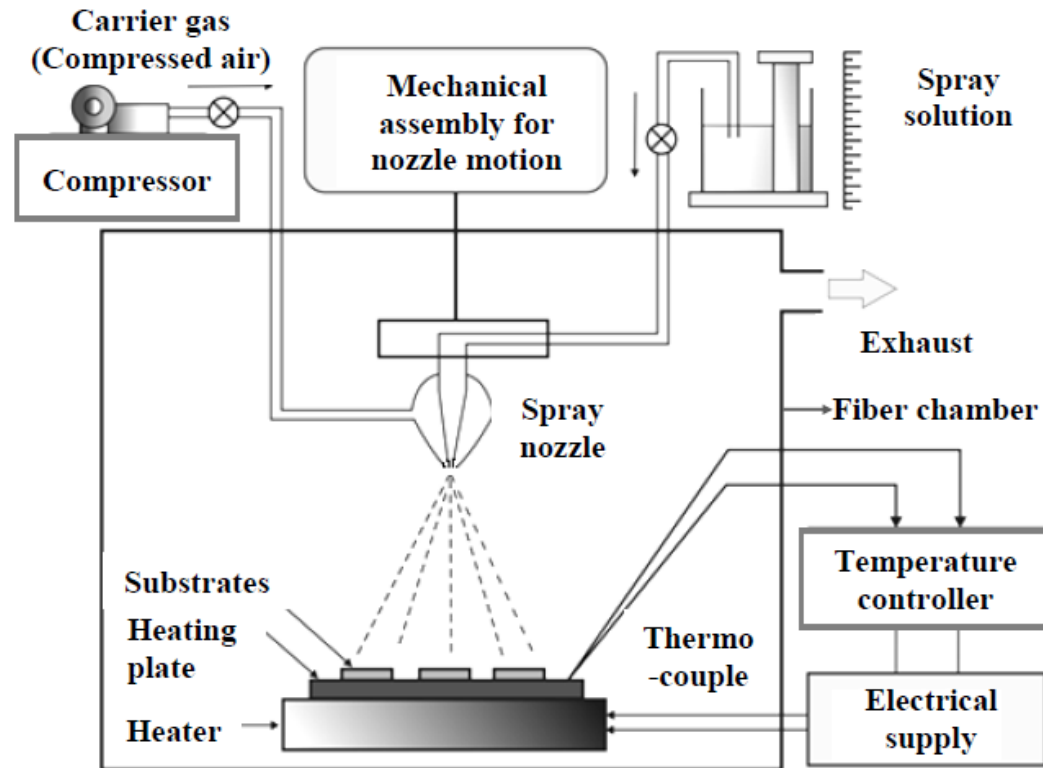 Carrier gas
(Compressed air)
Compressor
Mechanical
assembly for
nozzle motion
Spray
solution
Exhaust
Fiber chamber
Spray
nozzle
Substrates
Heating
plate
Heater
Thermo
-couple
Temperature
controller
Electrical
supply